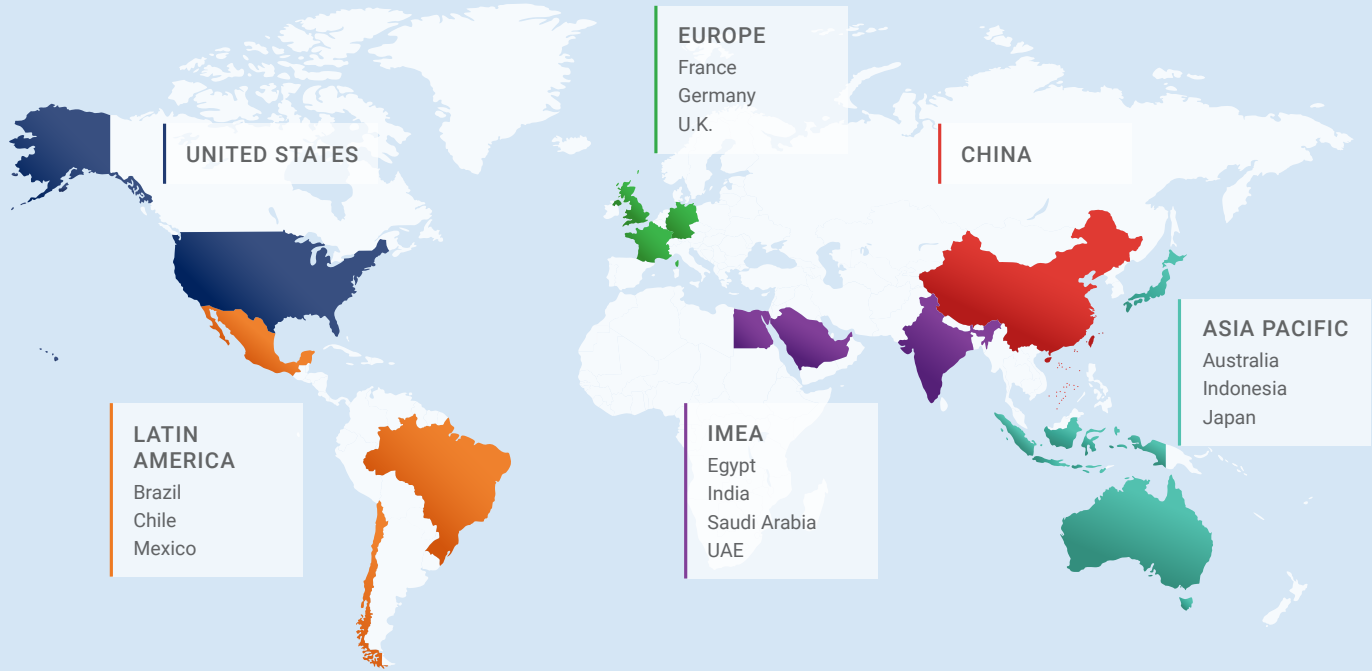 EUROPE
France
Germany
U.K.
UNITED STATES
CHINA
ASIA PACIFIC
Australia
Indonesia
Japan
LATIN
AMERICA
Brazil
Chile
Mexico
IMEA
Egypt
India
Saudi Arabia
UAE